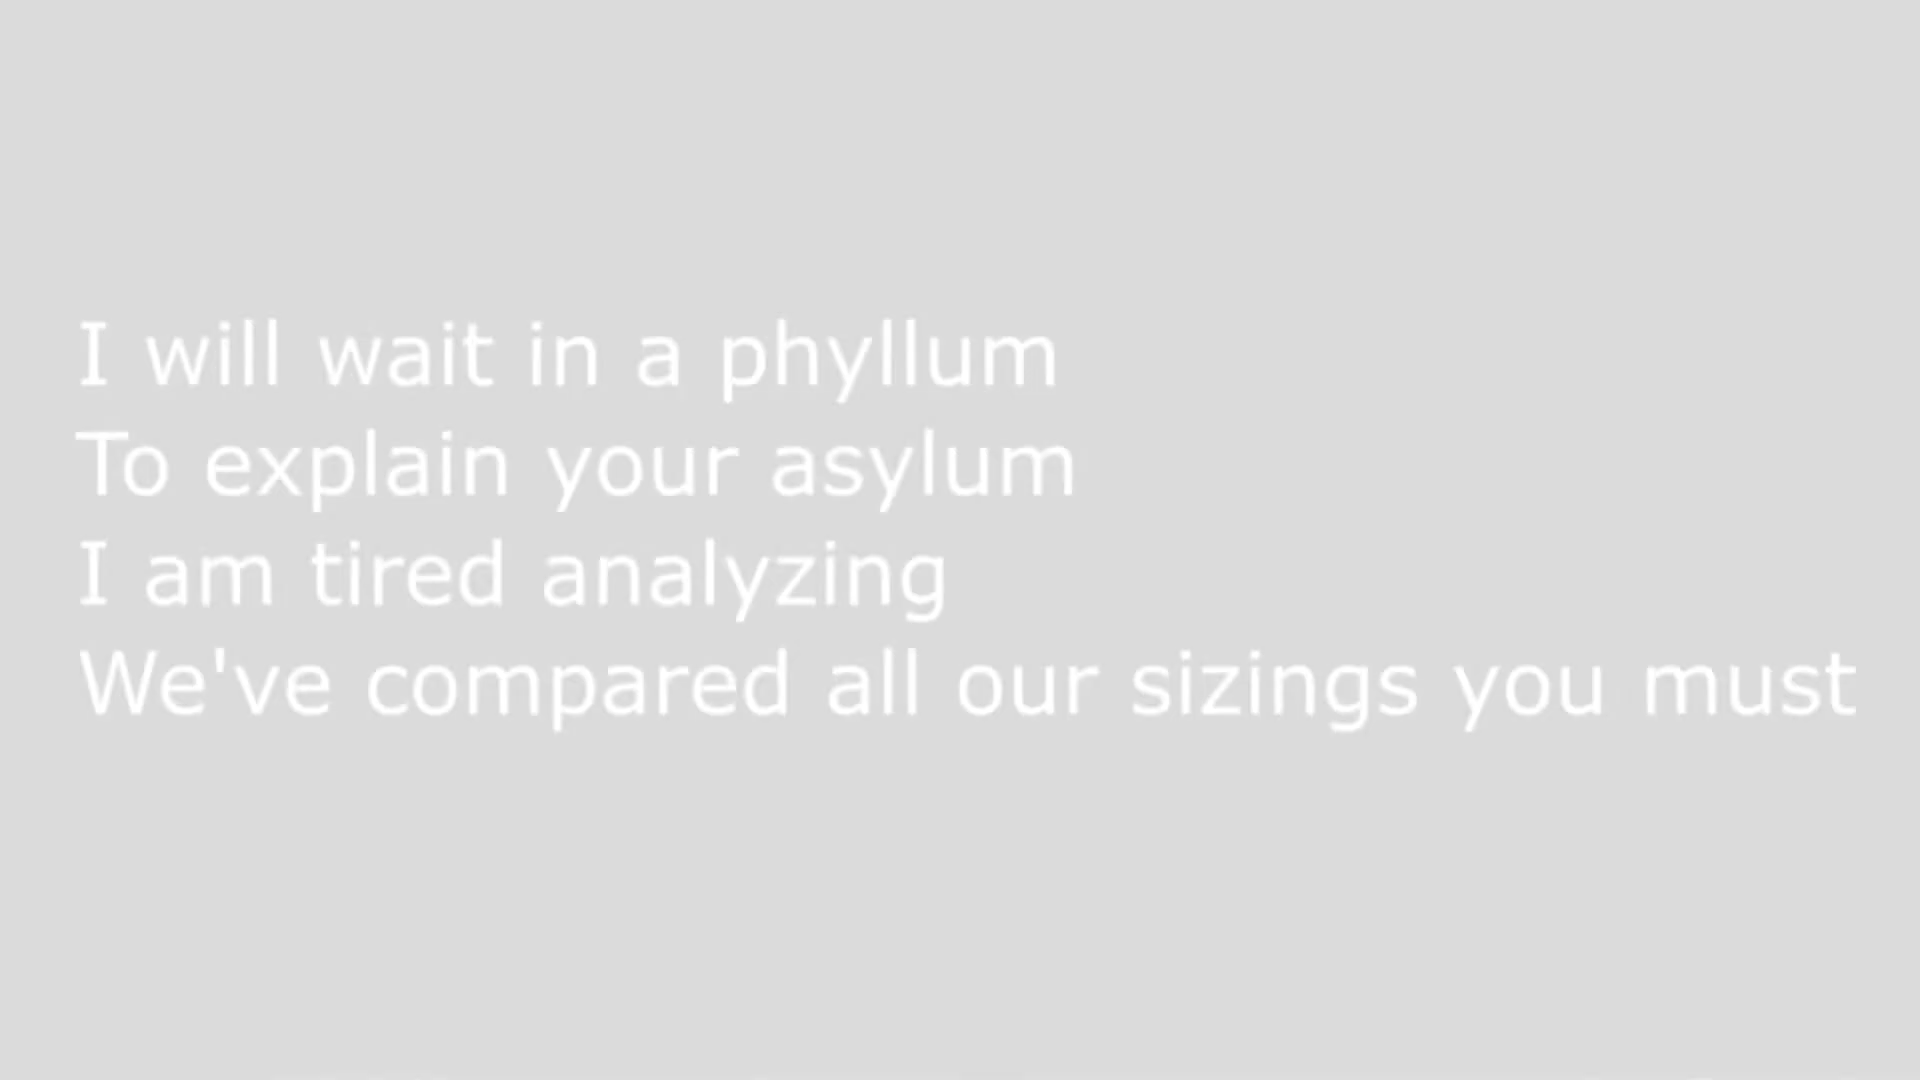 I will wait in a phyllum
To explain your asylum
I am tired analyzing
We've compared all our sizings you must